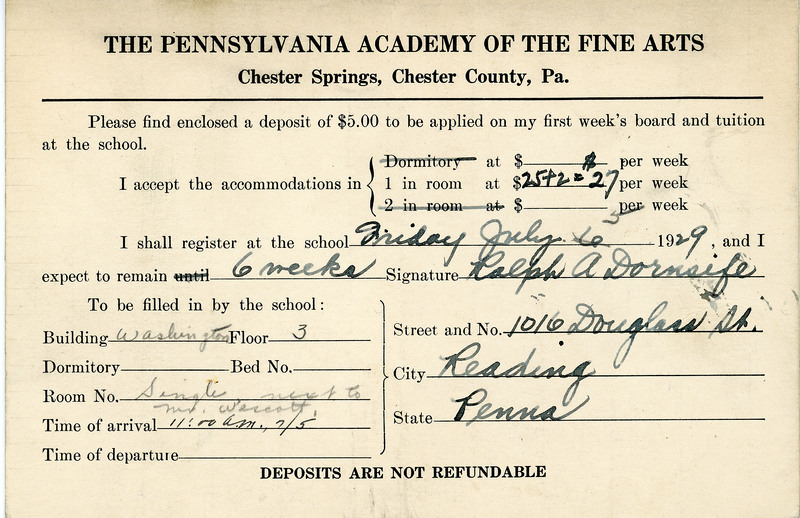 THE PENNSYLVANIA ACADEMY OF THE FINE ARTS
Chester Springs, Chester County, Pa.
Please find enclosed a deposit of $5.00 to be applied on my first week's board and tuition
at the school.
Dormitory at $ per week
I accept the accommodations in 1 in room at $25+2=27 per week
2 in room at $ per week
I shall register at the school Friday July 6 5 1929, and I
expect to remain until 6 weeks Signature Ralph A Dornsife
To be filled in by the school:
Building Washington Floor 3
Street and No. 1016 Douglass St.
Dormitory Bed No.
City Reading
Room No. Single next to
Mr. Wescott.
State Penna
Time of arrival 11:00 A.M., 7/5
Time of departure
DEPOSITS ARE NOT REFUNDABLE